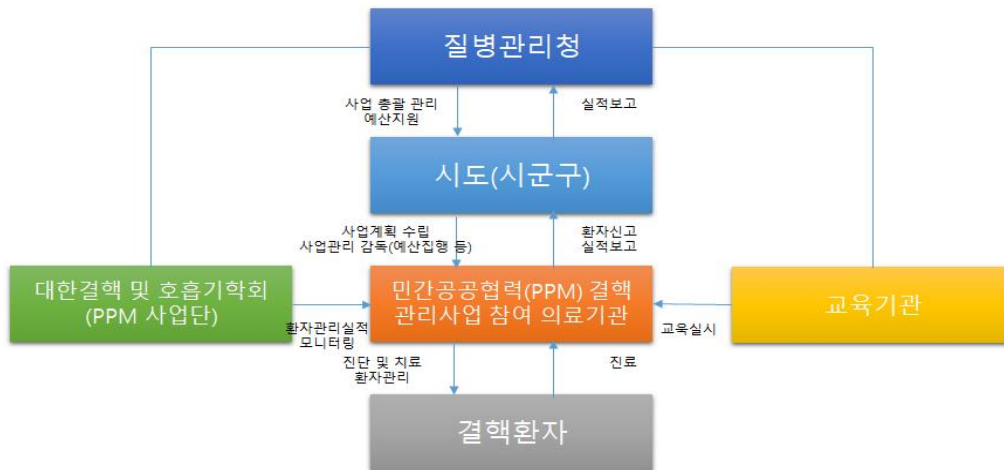 질병관리청
사업 총괄 관리
예산지원
실적보고
시도(시군구)
사업계획 수립
사업관리 감독(예산집행 등)
환자신고
실적보고
대한결핵 및 호흡기학회
(PPM 사업단)
환자관리실적
모니터링
민간공공협력(PPM) 결핵
관리사업 참여 의료기관
교육실시
교육기관
진단 및 치료
환자관리
진료
결핵환자